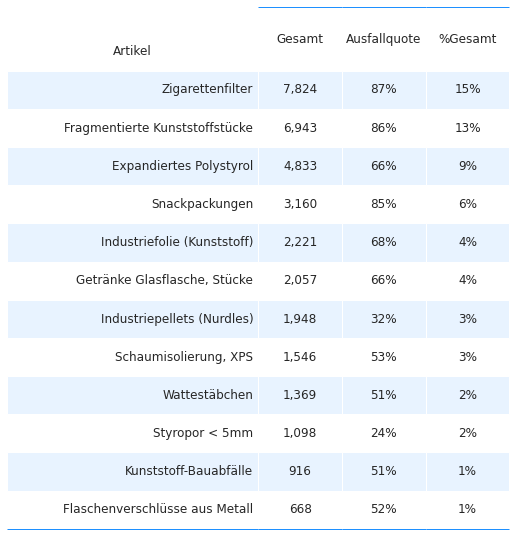 Artikel Gesamt Ausfallquote %Gesamt
Zigarettenfilter 7,824 87% 15%
Fragmentierte Kunststoffstücke 6,943 86% 13%
Expandiertes Polystyrol 4,833 66% 9%
Snackpackungen 3,160 85% 6%
Industriefolie (Kunststoff) 2,221 68% 4%
Getränke Glasflasche, Stücke 2,057 66% 4%
Industriepellets (Nurdles) 1,948 32% 3%
Schaumisolierung, XPS 1,546 53% 3%
Wattestäbchen 1,369 51% 2%
Styropor < 5mm 1,098 24% 2%
Kunststoff-Bauabfälle 916 51% 1%
Flaschenverschlüsse aus Metall 668 52% 1%